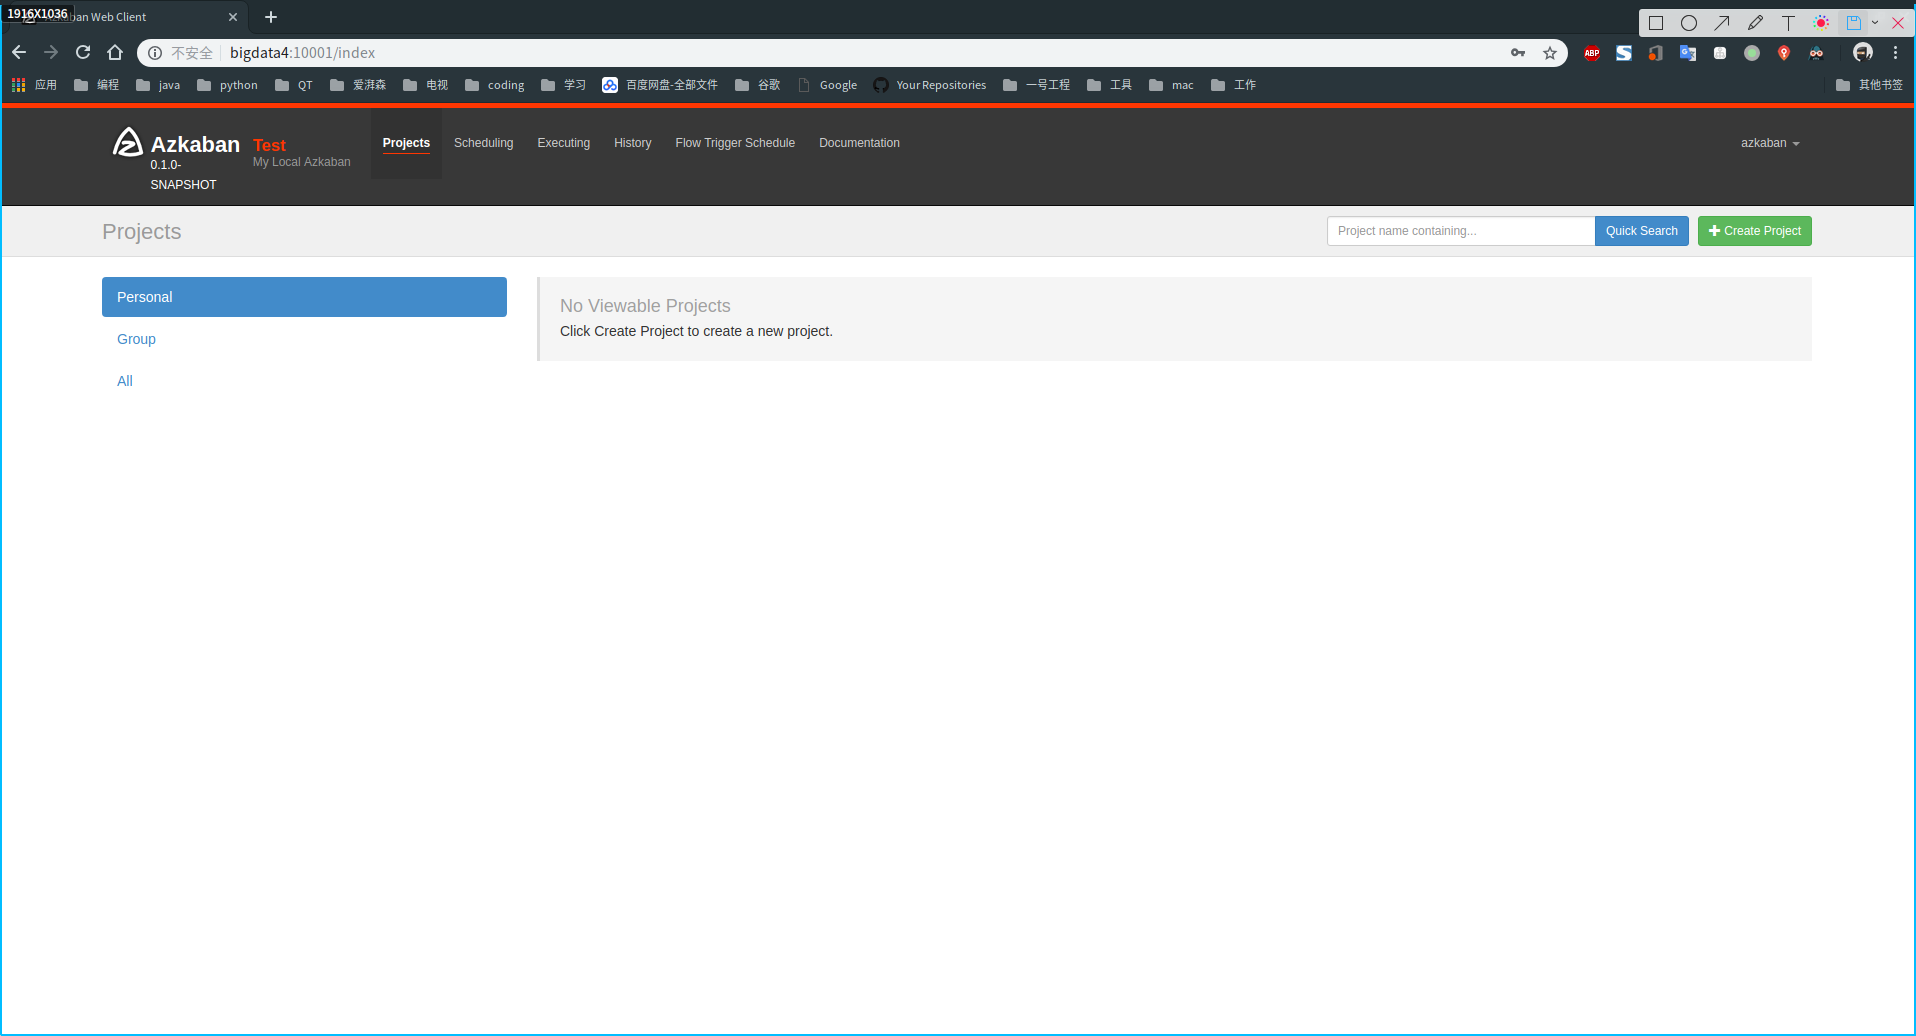 1916X1036
ban Web Client
不安全 bigdata4:10001/index
ABP
应用 编程 java python QT 爱湃森 电视 coding 学习 百度网盘-全部文件 谷歌 Google Your Repositories 一号工程 工具 mac 工作 其他书签
Azkaban Test Projects Scheduling Executing History Flow Trigger Schedule Documentation azkaban
0.1.0- My Local Azkaban
SNAPSHOT
Projects Project name containing... Quick Search Create Project
Personal
Group
All
No Viewable Projects
Click Create Project to create a new project.